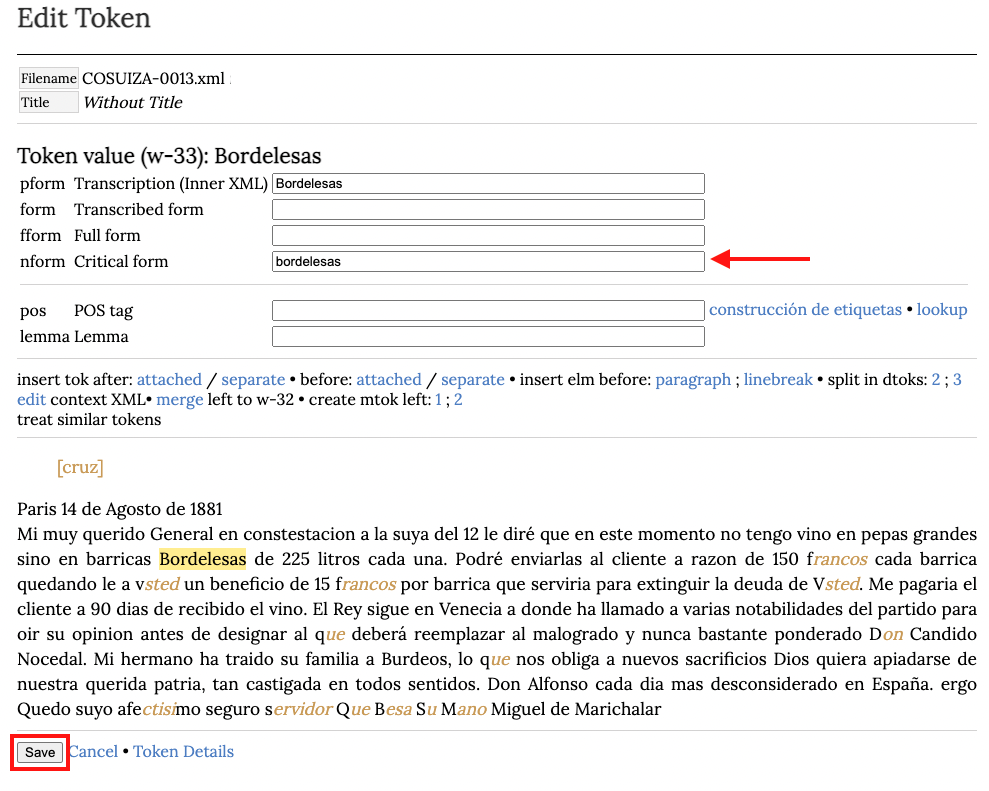 Edit Token
Filename COSUIZA-0013.xml
Title Without Title
Token value (w-33): Bordelesas
pform Transcription (Inner XML) Bordelesas
form Transcribed form
fform Full form
nform Critical form bordelesas
pos POS tag construcción de etiquetas • lookup
lemma Lemma
insert tok after: attached / separate • before: attached / separate • insert elm before: paragraph ; linebreak • split in dtoks: 2 ; 3
edit context XML• merge left to w-32 • create mtok left: 1 ; 2
treat similar tokens
[cruz]
Paris 14 de Agosto de 1881
Mi muy querido General en constestacion a la suya del 12 le diré que en este momento no tengo vino en pepas grandes
sino en barricas Bordelesas de 225 litros cada una. Podré enviarlas al cliente a razon de 150 francos cada barrica
quedando le a vsted un beneficio de 15 francos por barrica que serviria para extinguir la deuda de Vsted. Me pagaria el
cliente a 90 dias de recibido el vino. El Rey sigue en Venecia a donde ha llamado a varias notabilidades del partido para
oir su opinion antes de designar al que deberá reemplazar al malogrado y nunca bastante ponderado Don Candido
Nocedal. Mi hermano ha traido su familia a Burdeos, lo que nos obliga a nuevos sacrificios Dios quiera apiadarse de
nuestra querida patria, tan castigada en todos sentidos. Don Alfonso cada dia mas desconsiderado en España. ergo
Quedo suyo afectisimo seguro servidor Que Besa Su Mano Miguel de Marichalar
Save Cancel • Token Details